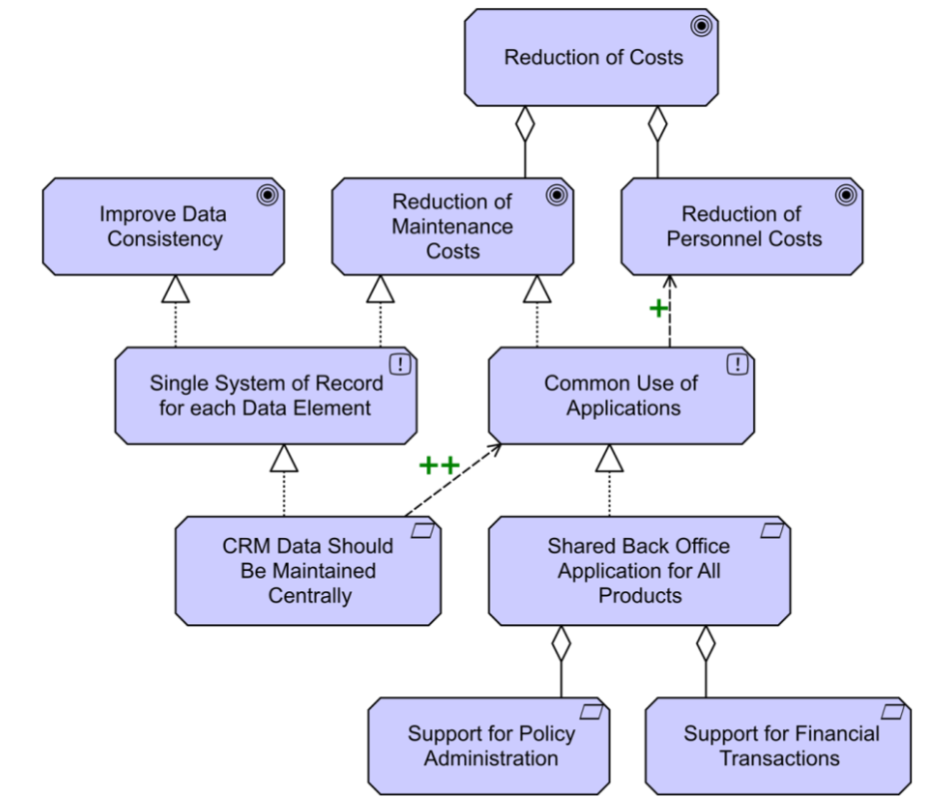 Reduction of Costs
Improve Data
Consistency
Reduction of
Maintenance
Costs
Reduction of
Personnel Costs
+
Single System of Record
for each Data Element
!
Common Use of
Applications
!
++
CRM Data Should
Be Maintained
Centrally
Shared Back Office
Application for All
Products
Support for Policy
Administration
Support for Financial
Transactions